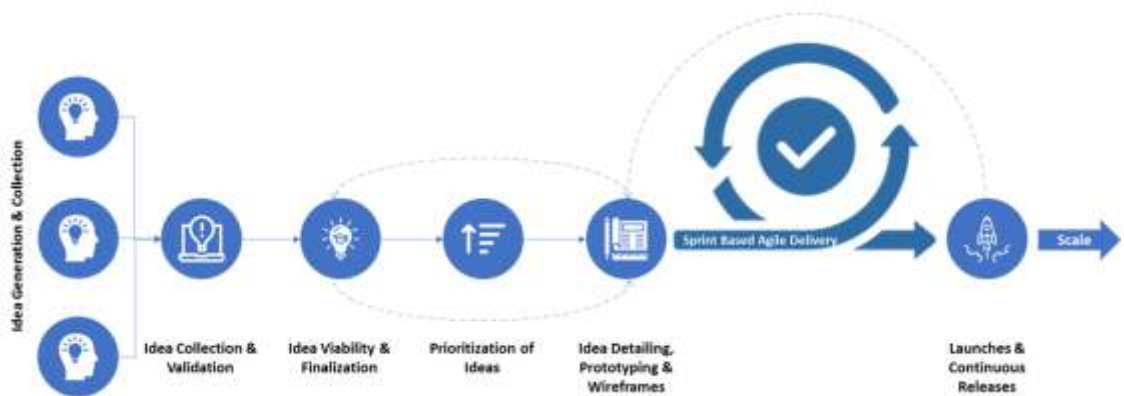 Idea Generation & Collection
Sprint Based Agile Delivery
Scale
Idea Collection &
Validation
Idea Viability &
Finalization
Prioritization of
Ideas
Idea Detailing,
Prototyping &
Wireframes
Launches &
Continuous
Releases